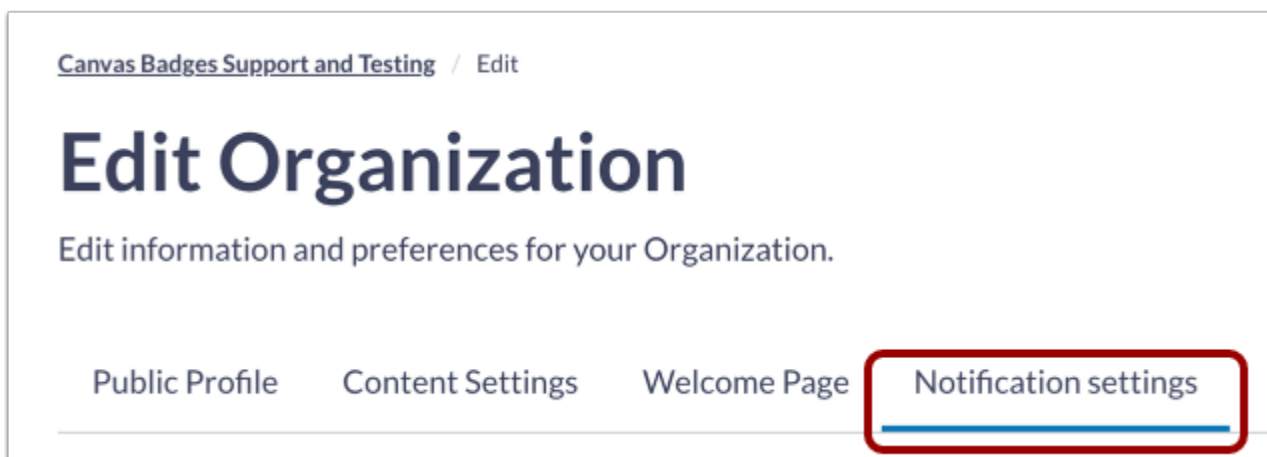 Canvas Badges Support and Testing / Edit
Edit Organization
Edit information and preferences for your Organization.
Public Profile Content Settings Welcome Page Notification settings